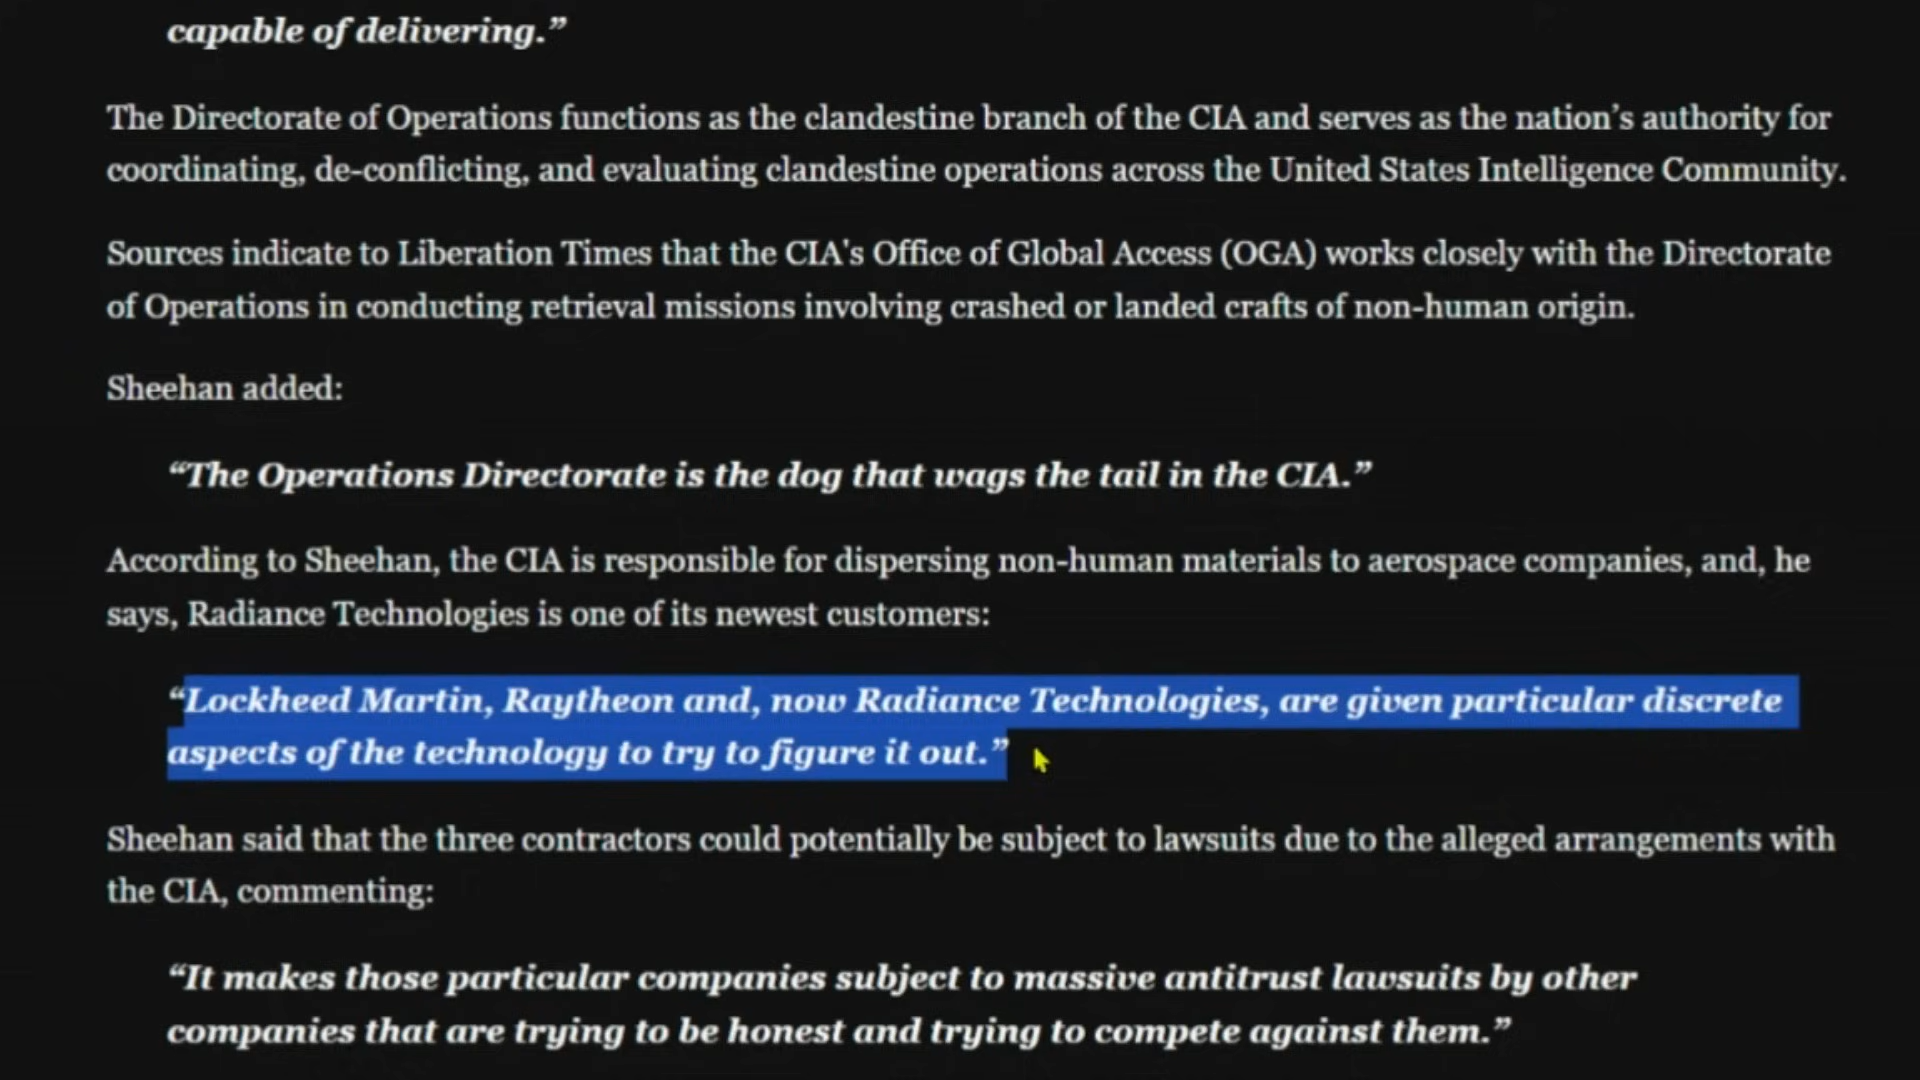 capable of delivering.”
The Directorate of Operations functions as the clandestine branch of the CIA and serves as the nation’s authority for
coordinating, de-conflicting, and evaluating clandestine operations across the United States Intelligence Community.
Sources indicate to Liberation Times that the CIA's Office of Global Access (OGA) works closely with the Directorate
of Operations in conducting retrieval missions involving crashed or landed crafts of non-human origin.
Sheehan added:
“The Operations Directorate is the dog that wags the tail in the CIA.”
According to Sheehan, the CIA is responsible for dispersing non-human materials to aerospace companies, and, he
says, Radiance Technologies is one of its newest customers:
“Lockheed Martin, Raytheon and, now Radiance Technologies, are given particular discrete
aspects of the technology to try to figure it out.”
Sheehan said that the three contractors could potentially be subject to lawsuits due to the alleged arrangements with
the CIA, commenting:
“It makes those particular companies subject to massive antitrust lawsuits by other
companies that are trying to be honest and trying to compete against them.”